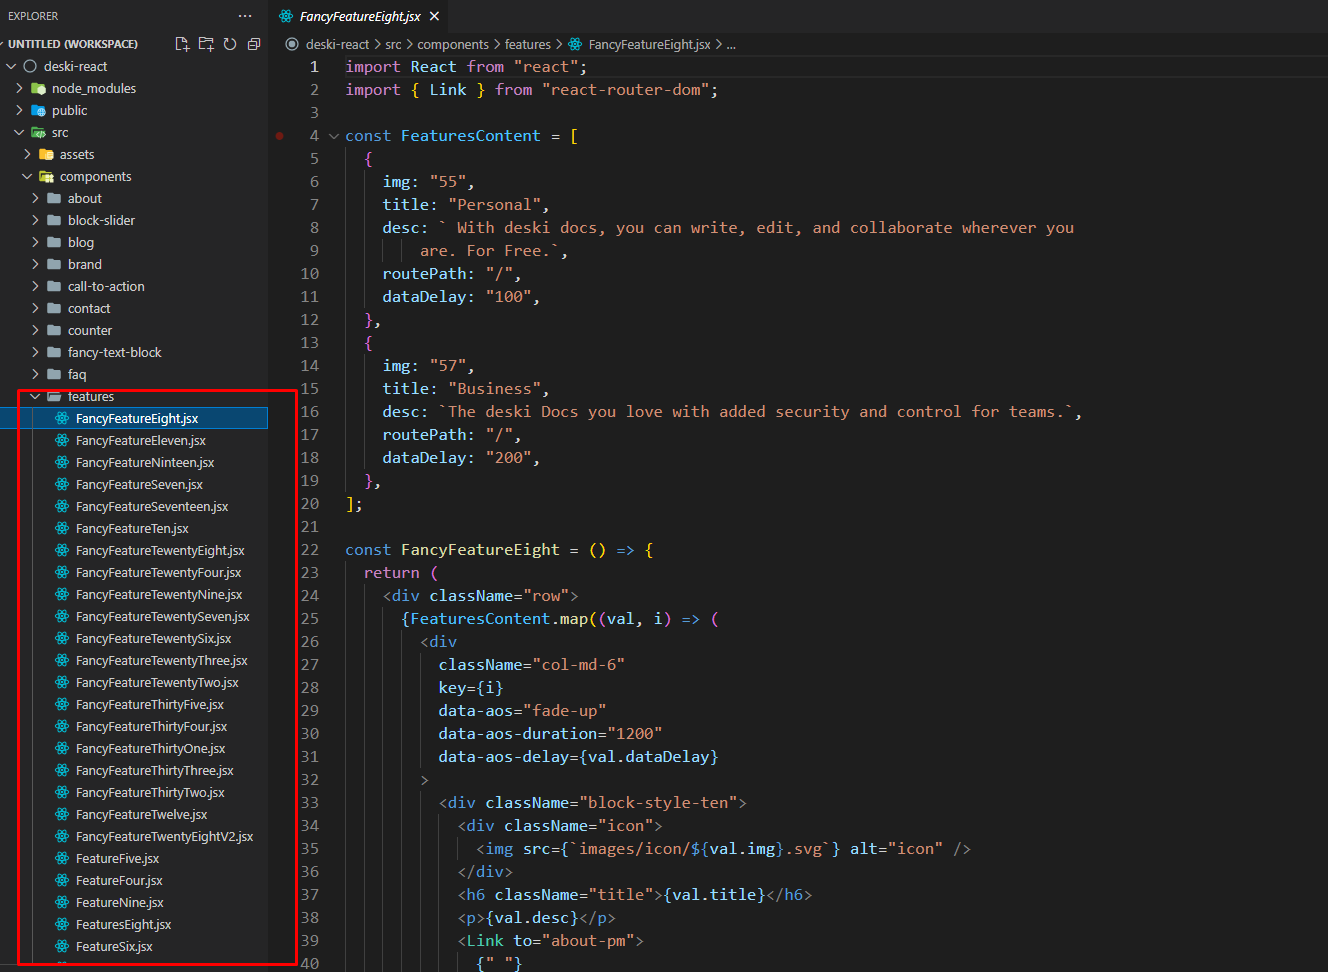 EXPLORER
UNTITLED (WORKSPACE)
deski-react
node_modules
public
src
assets
components
about
block-slider
blog
brand
call-to-action
contact
counter
fancy-text-block
faq
features
FancyFeatureEight.jsx
FancyFeatureEleven.jsx
FancyFeatureNinteen.jsx
FancyFeatureSeven.jsx
FancyFeatureSeventeen.jsx
FancyFeatureTen.jsx
FancyFeatureTewentyEight.jsx
FancyFeatureTewentyFour.jsx
FancyFeatureTewentyNine.jsx
FancyFeatureTewentySeven.jsx
FancyFeatureTewentySix.jsx
FancyFeatureTewentyThree.jsx
FancyFeatureTewentyTwo.jsx
FancyFeatureThirtyFive.jsx
FancyFeatureThirtyFour.jsx
FancyFeatureThirtyOne.jsx
FancyFeatureThirtyThree.jsx
FancyFeatureThirtyTwo.jsx
FancyFeatureTwelve.jsx
FancyFeatureTwentyEightV2.jsx
FeatureFive.jsx
FeatureFour.jsx
FeatureNine.jsx
FeaturesEight.jsx
FeatureSix.jsx
FancyFeatureEight.jsx
deski-react > src > components > features > FancyFeatureEight.jsx > ...
1 import React from "react";
2 import { Link } from "react-router-dom";
3
4 const FeaturesContent = [
5 {
6 img: "55",
7 title: "Personal",
8 desc: ` With deski docs, you can write, edit, and collaborate wherever you
9 are. For Free.`,
10 routePath: "/",
11 dataDelay: "100",
12 },
13 {
14 img: "57",
15 title: "Business",
16 desc: `The deski Docs you love with added security and control for teams.`,
17 routePath: "/",
18 dataDelay: "200",
19 },
20 ];
21
22 const FancyFeatureEight = () => {
23 return (
24 <div className="row">
25 {FeaturesContent.map((val, i) => (
26 <div
27 className="col-md-6"
28 key={i}
29 data-aos="fade-up"
30 data-aos-duration="1200"
31 data-aos-delay={val.dataDelay}
32 >
33 <div className="block-style-ten">
34 <div className="icon">
35 <img src={`images/icon/${val.img}.svg`} alt="icon" />
36 </div>
37 <h6 className="title">{val.title}</h6>
38 <p>{val.desc}</p>
39 <Link to="about-pm">
40 {" "}